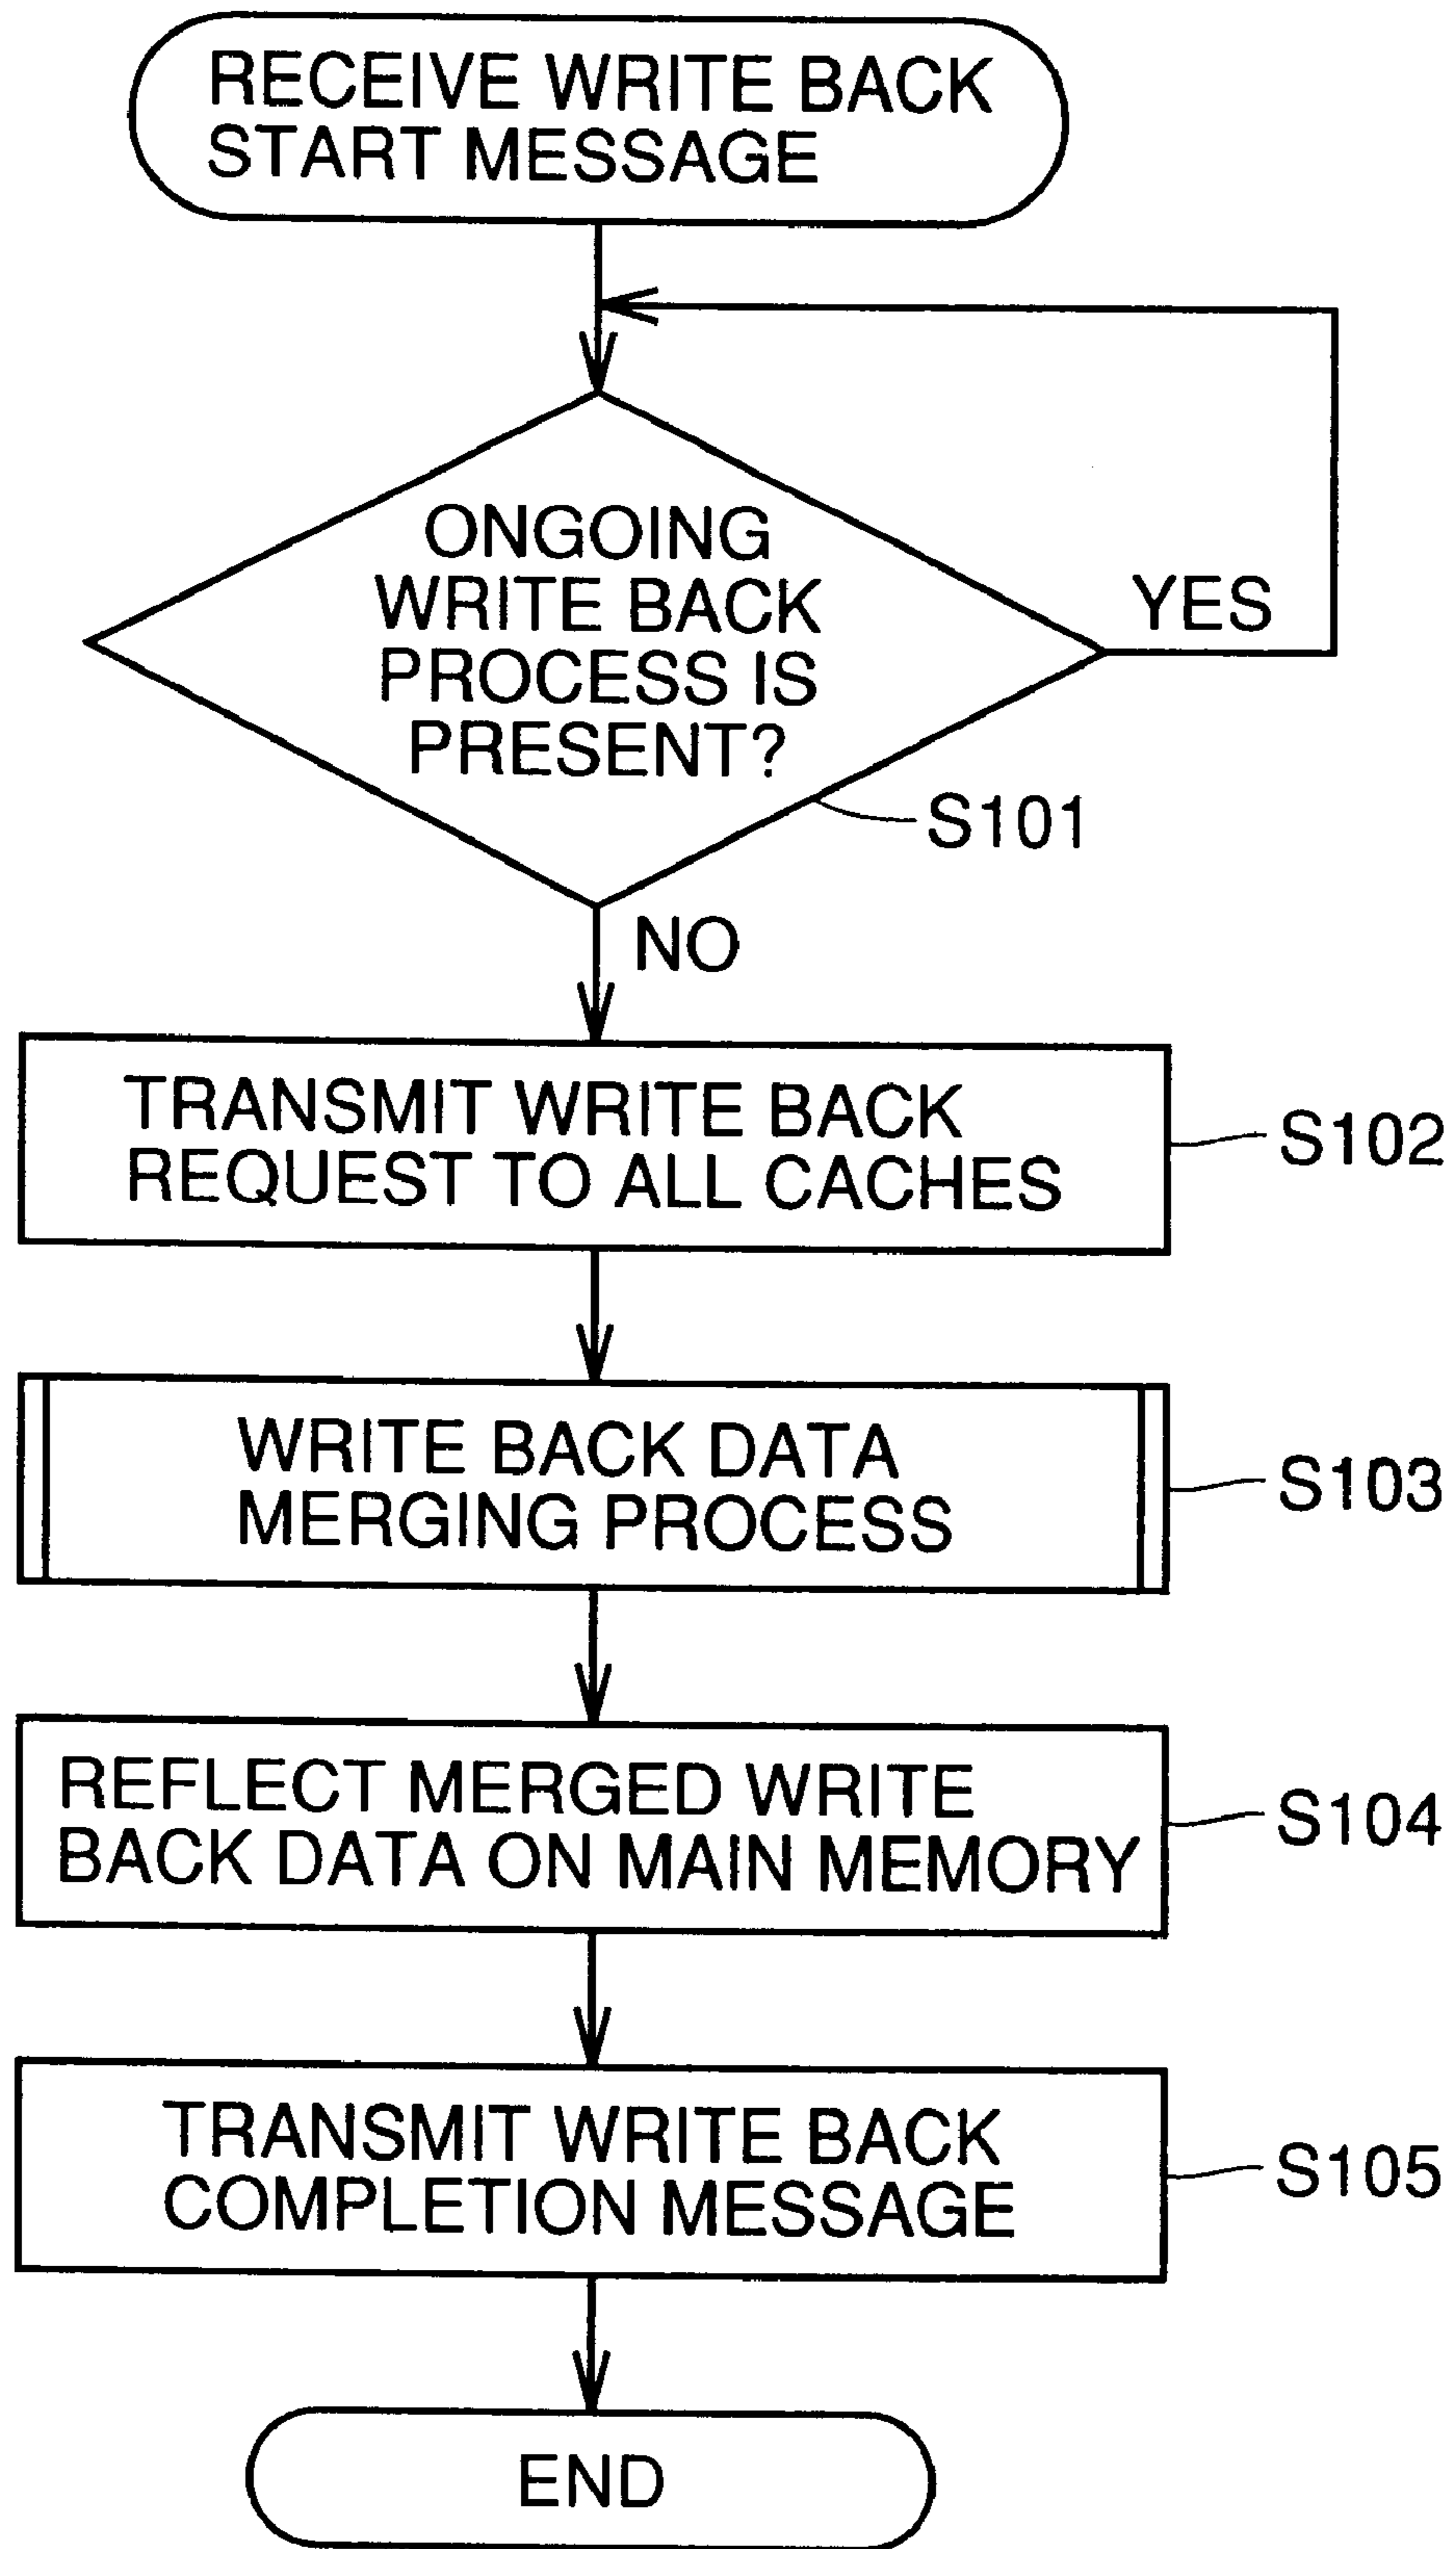 RECEIVE WRITE BACK
START MESSAGE
ONGOING
WRITE BACK
PROCESS IS
PRESENT?
YES
S101
NO
TRANSMIT WRITE BACK
REQUEST TO ALL CACHES
S102
WRITE BACK DATA
MERGING PROCESS
S103
REFLECT MERGED WRITE
BACK DATA ON MAIN MEMORY
S104
TRANSMIT WRITE BACK
COMPLETION MESSAGE
S105
END